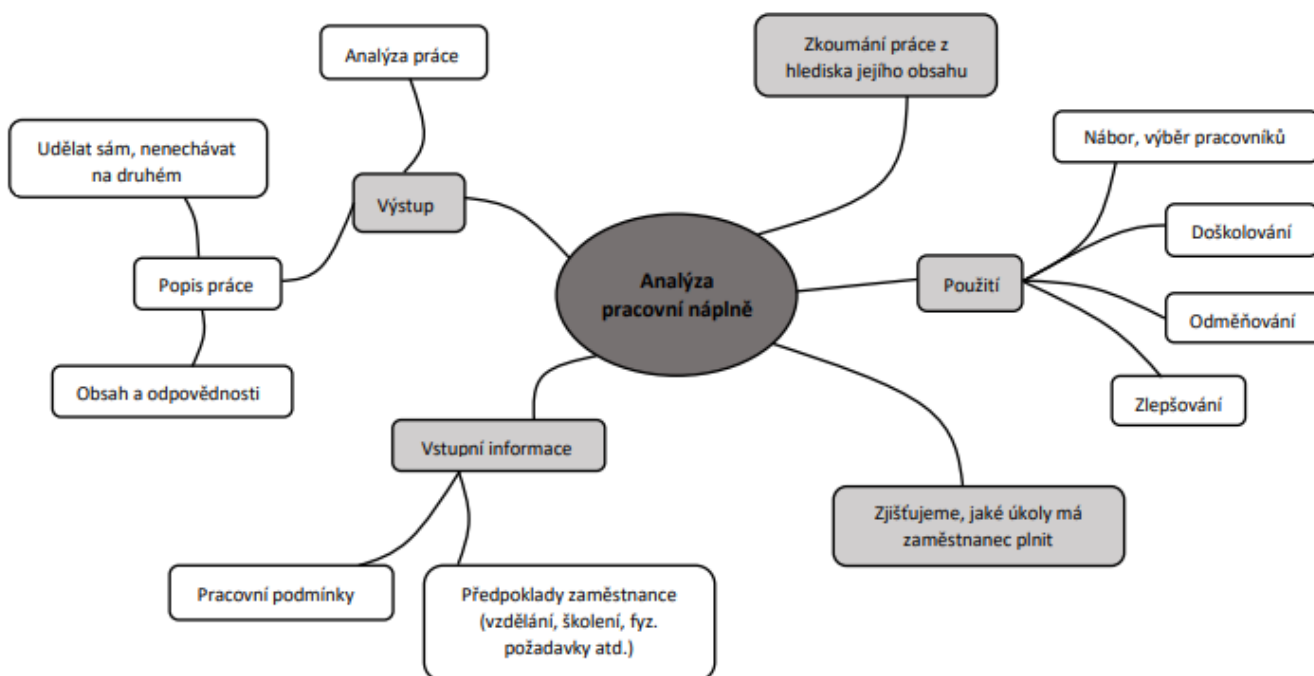 Analýza práce
Zkoumání práce z
hlediska jejího obsahu
Udělat sám, nenechávat
na druhém
Nábor, výběr pracovníků
Výstup
Doškolování
Popis práce
Analýza
pracovní náplně
Použití
Odměňování
Obsah a odpovědnosti
Zlepšování
Vstupní informace
Zjišťujeme, jaké úkoly má
zaměstnanec plnit
Pracovní podmínky
Předpoklady zaměstnance
(vzdělání, školení, fyz.
požadavky atd.)